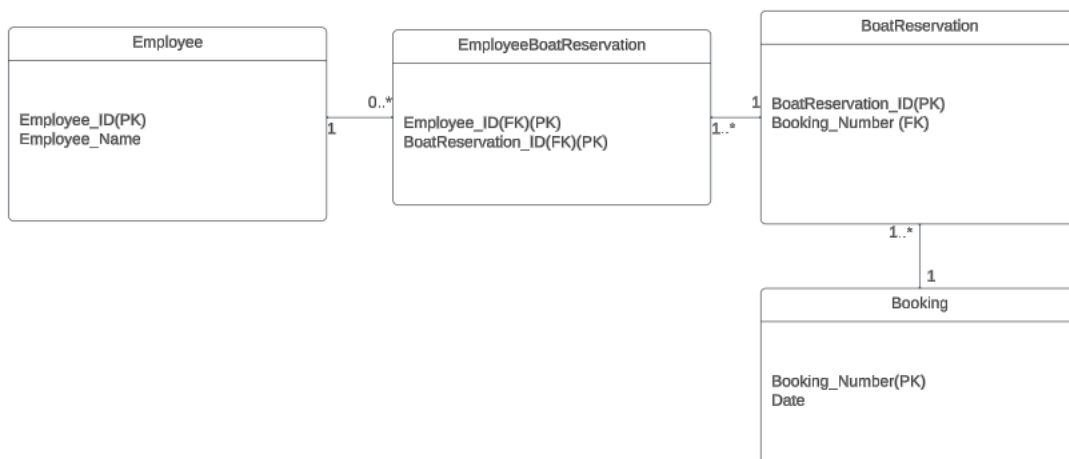 Employee
Employee_ID(PK)
Employee_Name
1
0..*
EmployeeBoatReservation
Employee_ID(FK)(PK)
BoatReservation_ID(FK)(PK)
1..*
1
BoatReservation
BoatReservation_ID(PK)
Booking_Number (FK)
1..*
1
Booking
Booking_Number(PK)
Date